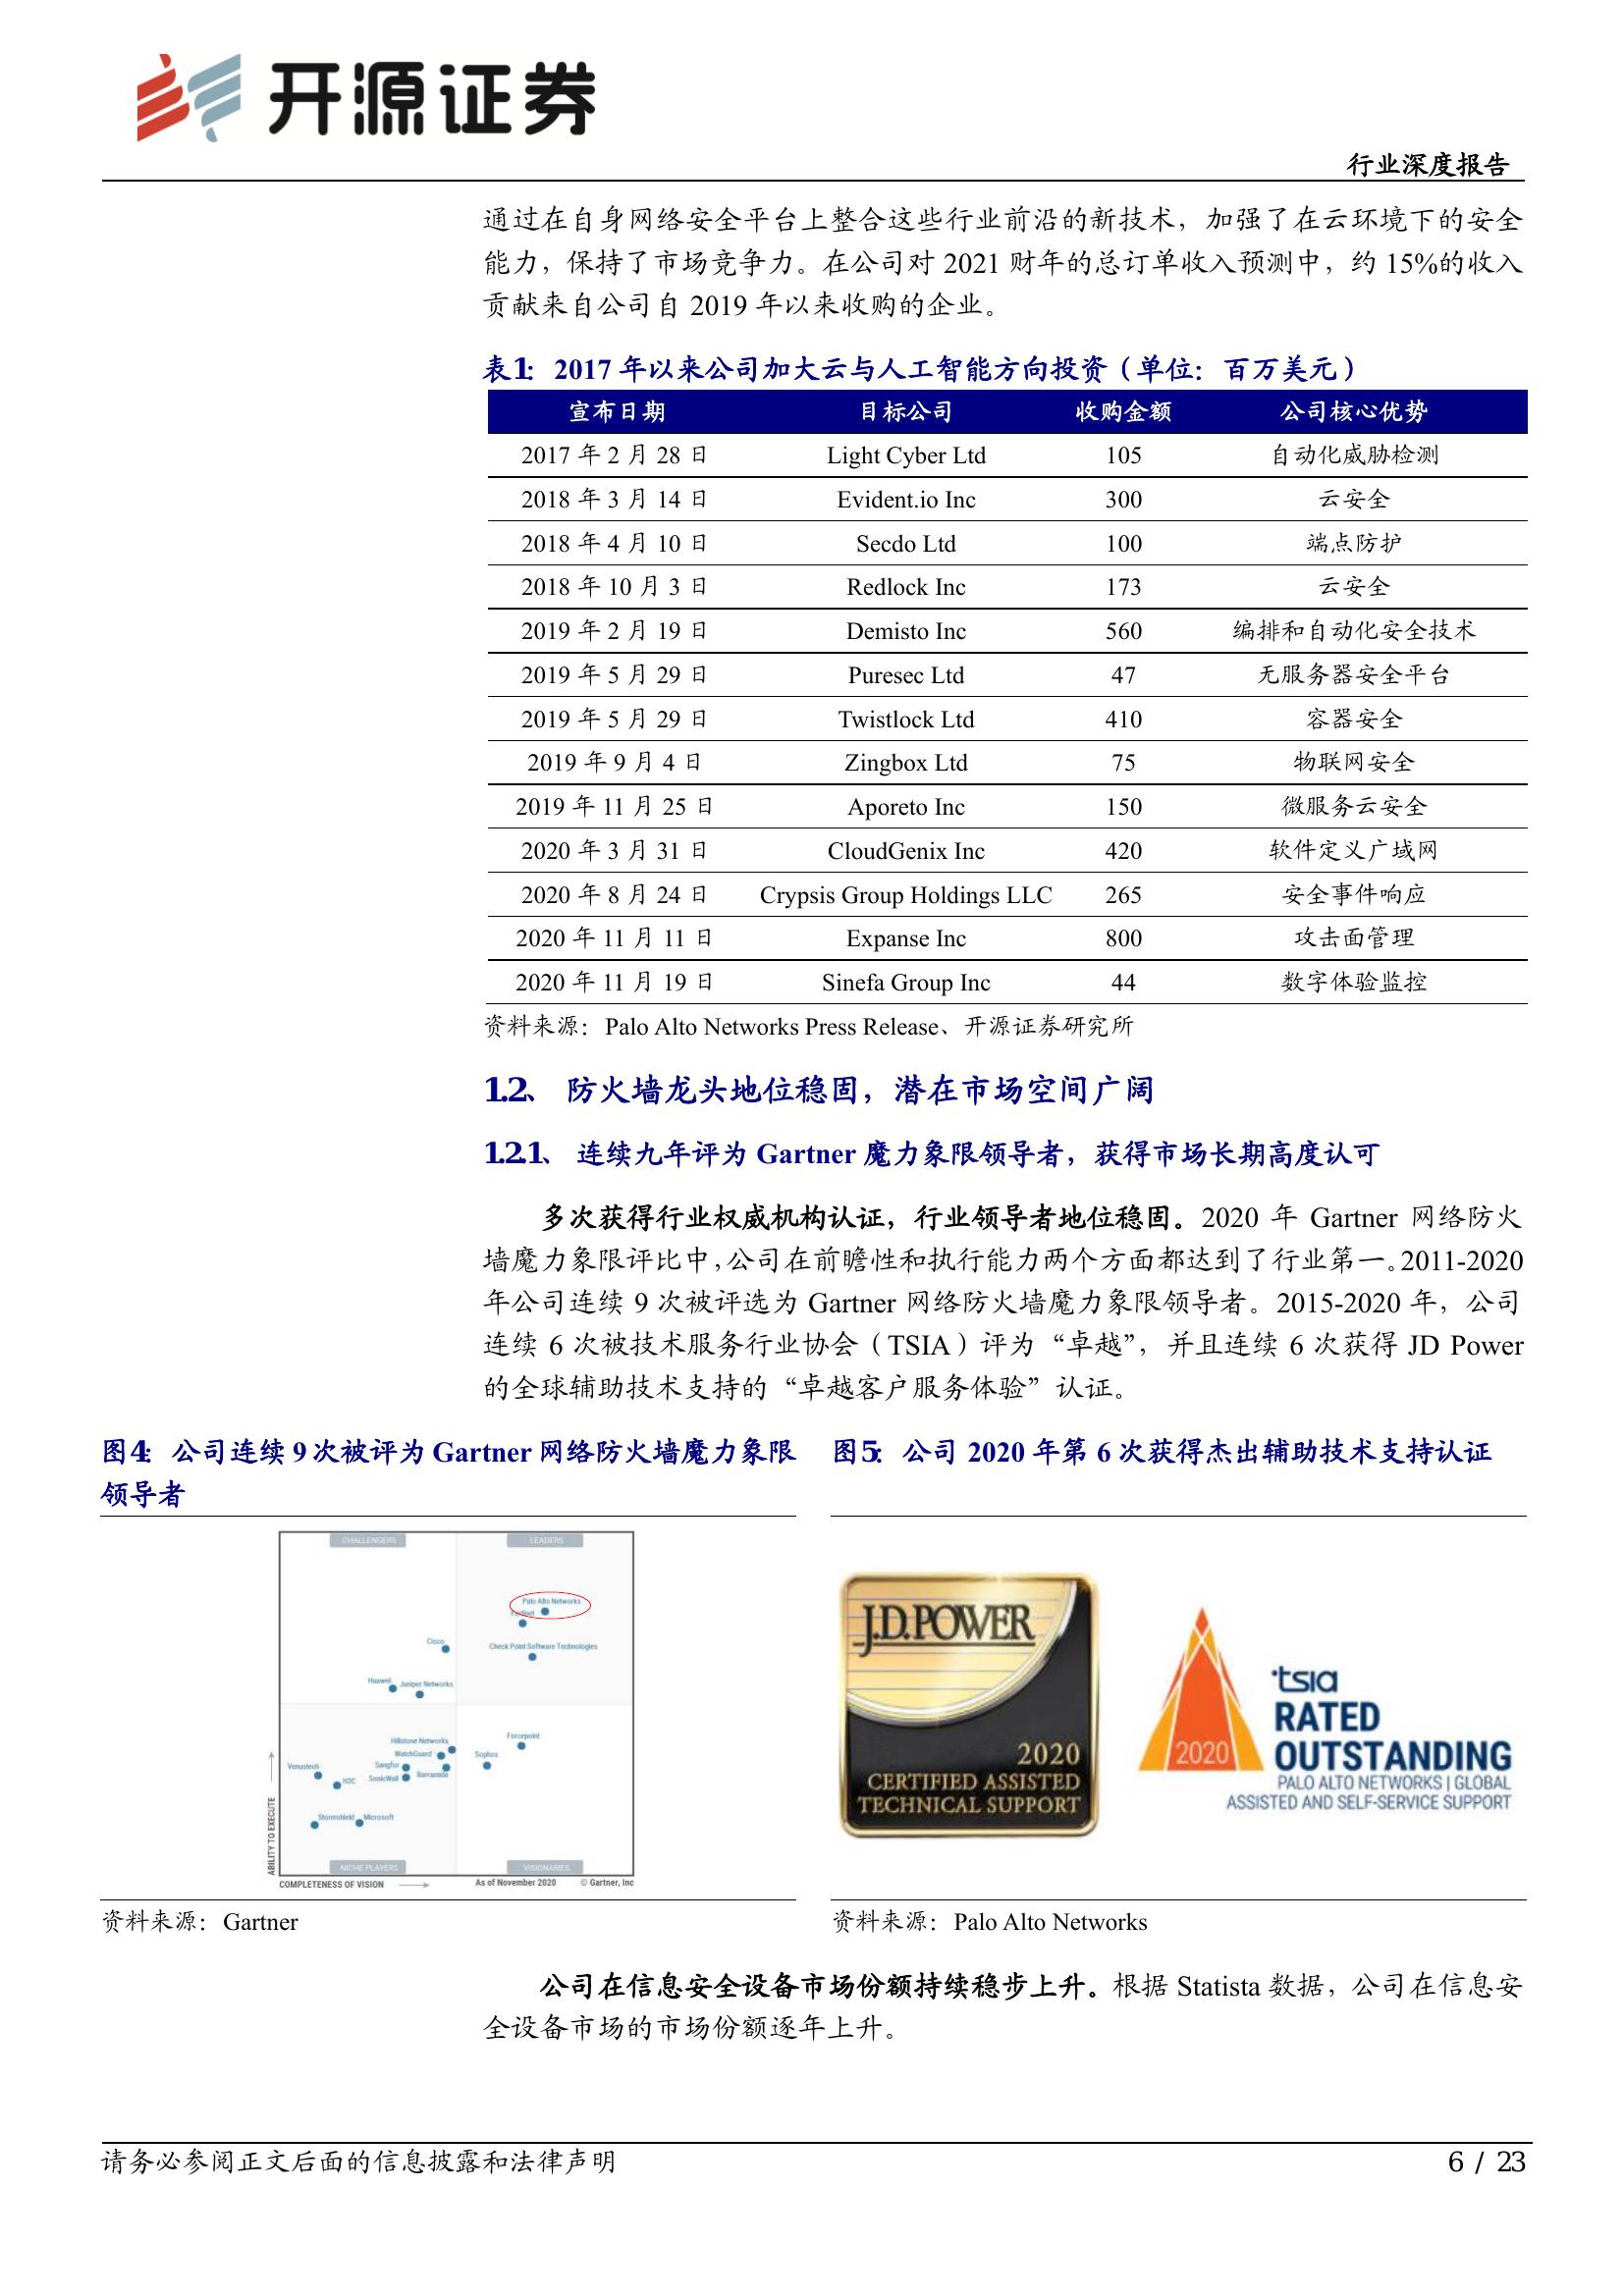 开源证券
行业深度报告
通过在自身网络安全平台上整合这些行业前沿的新技术，加强了在云环境下的安全
能力，保持了市场竞争力。在公司对 2021 财年的总订单收入预测中，约 15%的收入
贡献来自公司自 2019 年以来收购的企业。
表1： 2017 年以来公司加大云与人工智能方向投资（单位：百万美元）
宣布日期 目标公司 收购金额 公司核心优势
2017 年 2 月 28 日 Light Cyber Ltd 105 自动化威胁检测
2018 年 3 月 14 日 Evident.io Inc 300 云安全
2018 年 4 月 10 日 Secdo Ltd 100 端点防护
2018 年 10 月 3 日 Redlock Inc 173 云安全
2019 年 2 月 19 日 Demisto Inc 560 编排和自动化安全技术
2019 年 5 月 29 日 Puresec Ltd 47 无服务器安全平台
2019 年 5 月 29 日 Twistlock Ltd 410 容器安全
2019 年 9 月 4 日 Zingbox Ltd 75 物联网安全
2019 年 11 月 25 日 Aporeto Inc 150 微服务云安全
2020 年 3 月 31 日 CloudGenix Inc 420 软件定义广域网
2020 年 8 月 24 日 Crypsis Group Holdings LLC 265 安全事件响应
2020 年 11 月 11 日 Expanse Inc 800 攻击面管理
2020 年 11 月 19 日 Sinefa Group Inc 44 数字体验监控
资料来源：Palo Alto Networks Press Release、开源证券研究所
1.2、 防火墙龙头地位稳固，潜在市场空间广阔
1.2.1、 连续九年评为 Gartner 魔力象限领导者，获得市场长期高度认可
多次获得行业权威机构认证，行业领导者地位稳固。2020 年 Gartner 网络防火
墙魔力象限评比中，公司在前瞻性和执行能力两个方面都达到了行业第一。2011-2020
年公司连续 9 次被评选为 Gartner 网络防火墙魔力象限领导者。2015-2020 年，公司
连续 6 次被技术服务行业协会（TSIA）评为“卓越”，并且连续 6 次获得 JD Power
的全球辅助技术支持的“卓越客户服务体验”认证。
图4： 公司连续 9 次被评为 Gartner 网络防火墙魔力象限
领导者
CHALLENGERS LEADERS
Palo Alto Networks
Fortinet
Cisco
Check Point Software Technologies
Huawei
Juniper Networks
Forcepoint
Hillstone Networks
WatchGuard
Sophos
Venustech
Sangfor
Barracuda
H3C
SonicWall
Stormshield
Microsoft
NICHE PLAYERS VISIONARIES
ABILITY TO EXECUTE
COMPLETENESS OF VISION
As of November 2020 © Gartner, Inc
资料来源：Gartner
图5： 公司 2020 年第 6 次获得杰出辅助技术支持认证
J.D.POWER
2020
CERTIFIED ASSISTED
TECHNICAL SUPPORT
2020
tsia
RATED
OUTSTANDING
PALO ALTO NETWORKS | GLOBAL
ASSISTED AND SELF-SERVICE SUPPORT
资料来源：Palo Alto Networks
公司在信息安全设备市场份额持续稳步上升。根据 Statista 数据，公司在信息安
全设备市场的市场份额逐年上升。
请务必参阅正文后面的信息披露和法律声明
6 / 23